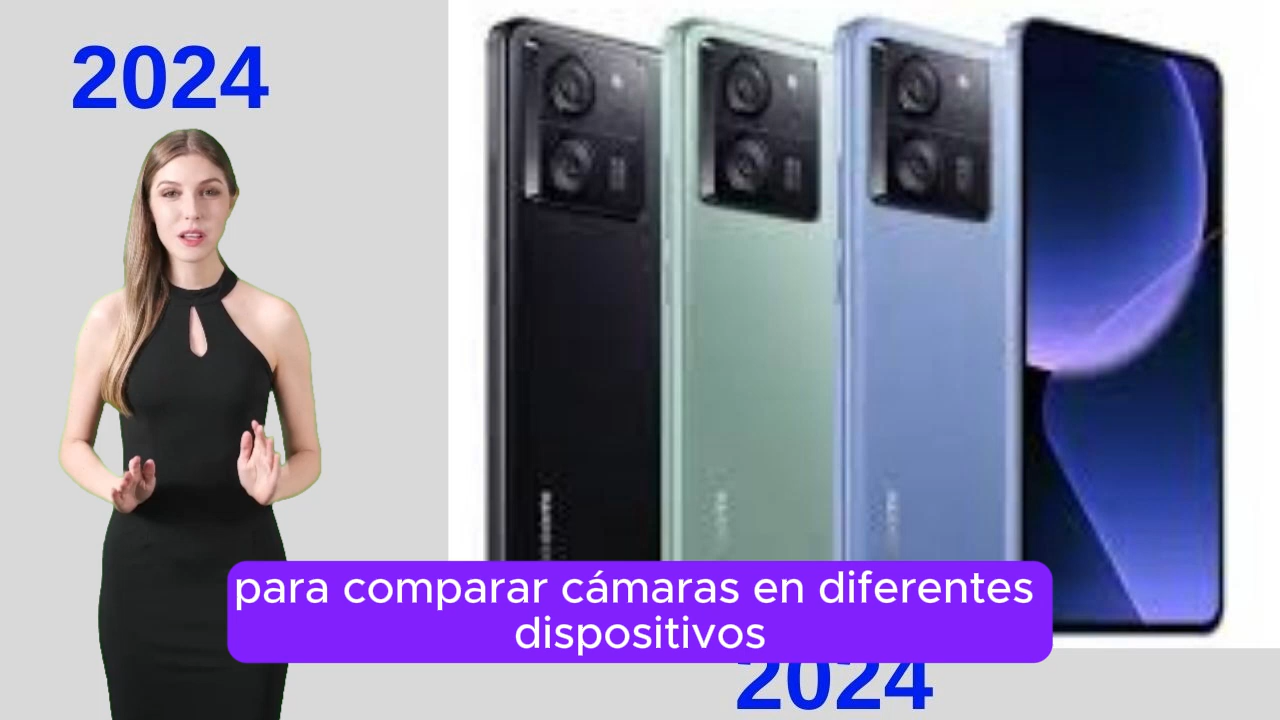 2024
para comparar cámaras en diferentes
dispositivos
2024